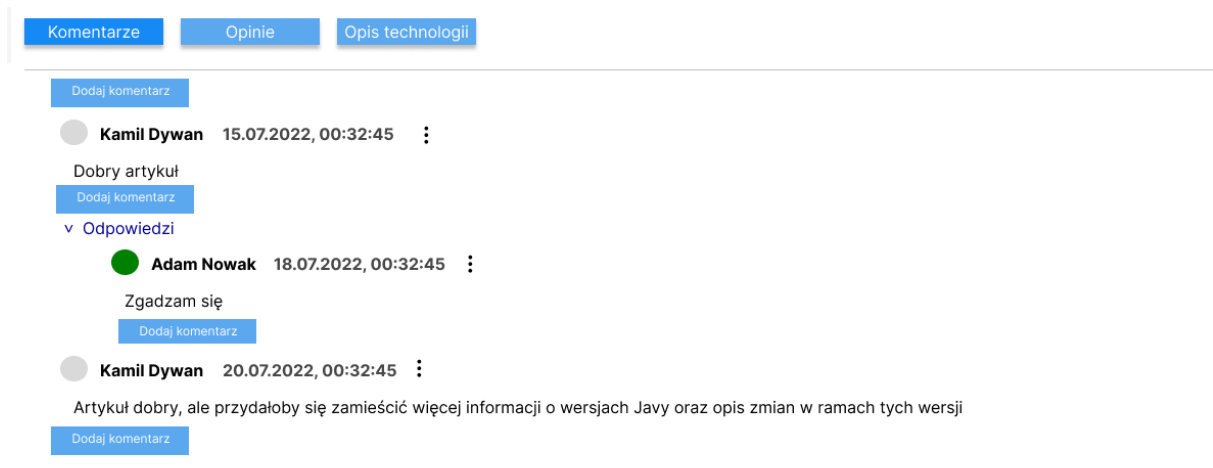 Komentarze Opinie Opis technologii
Dodaj komentarz
Kamil Dywan 15.07.2022, 00:32:45
Dobry artykuł
Dodaj komentarz
v Odpowiedzi
Adam Nowak 18.07.2022, 00:32:45
Zgadzam się
Dodaj komentarz
Kamil Dywan 20.07.2022, 00:32:45
Artykuł dobry, ale przydałoby się zamieścić więcej informacji o wersjach Javy oraz opis zmian w ramach tych wersji
Dodaj komentarz